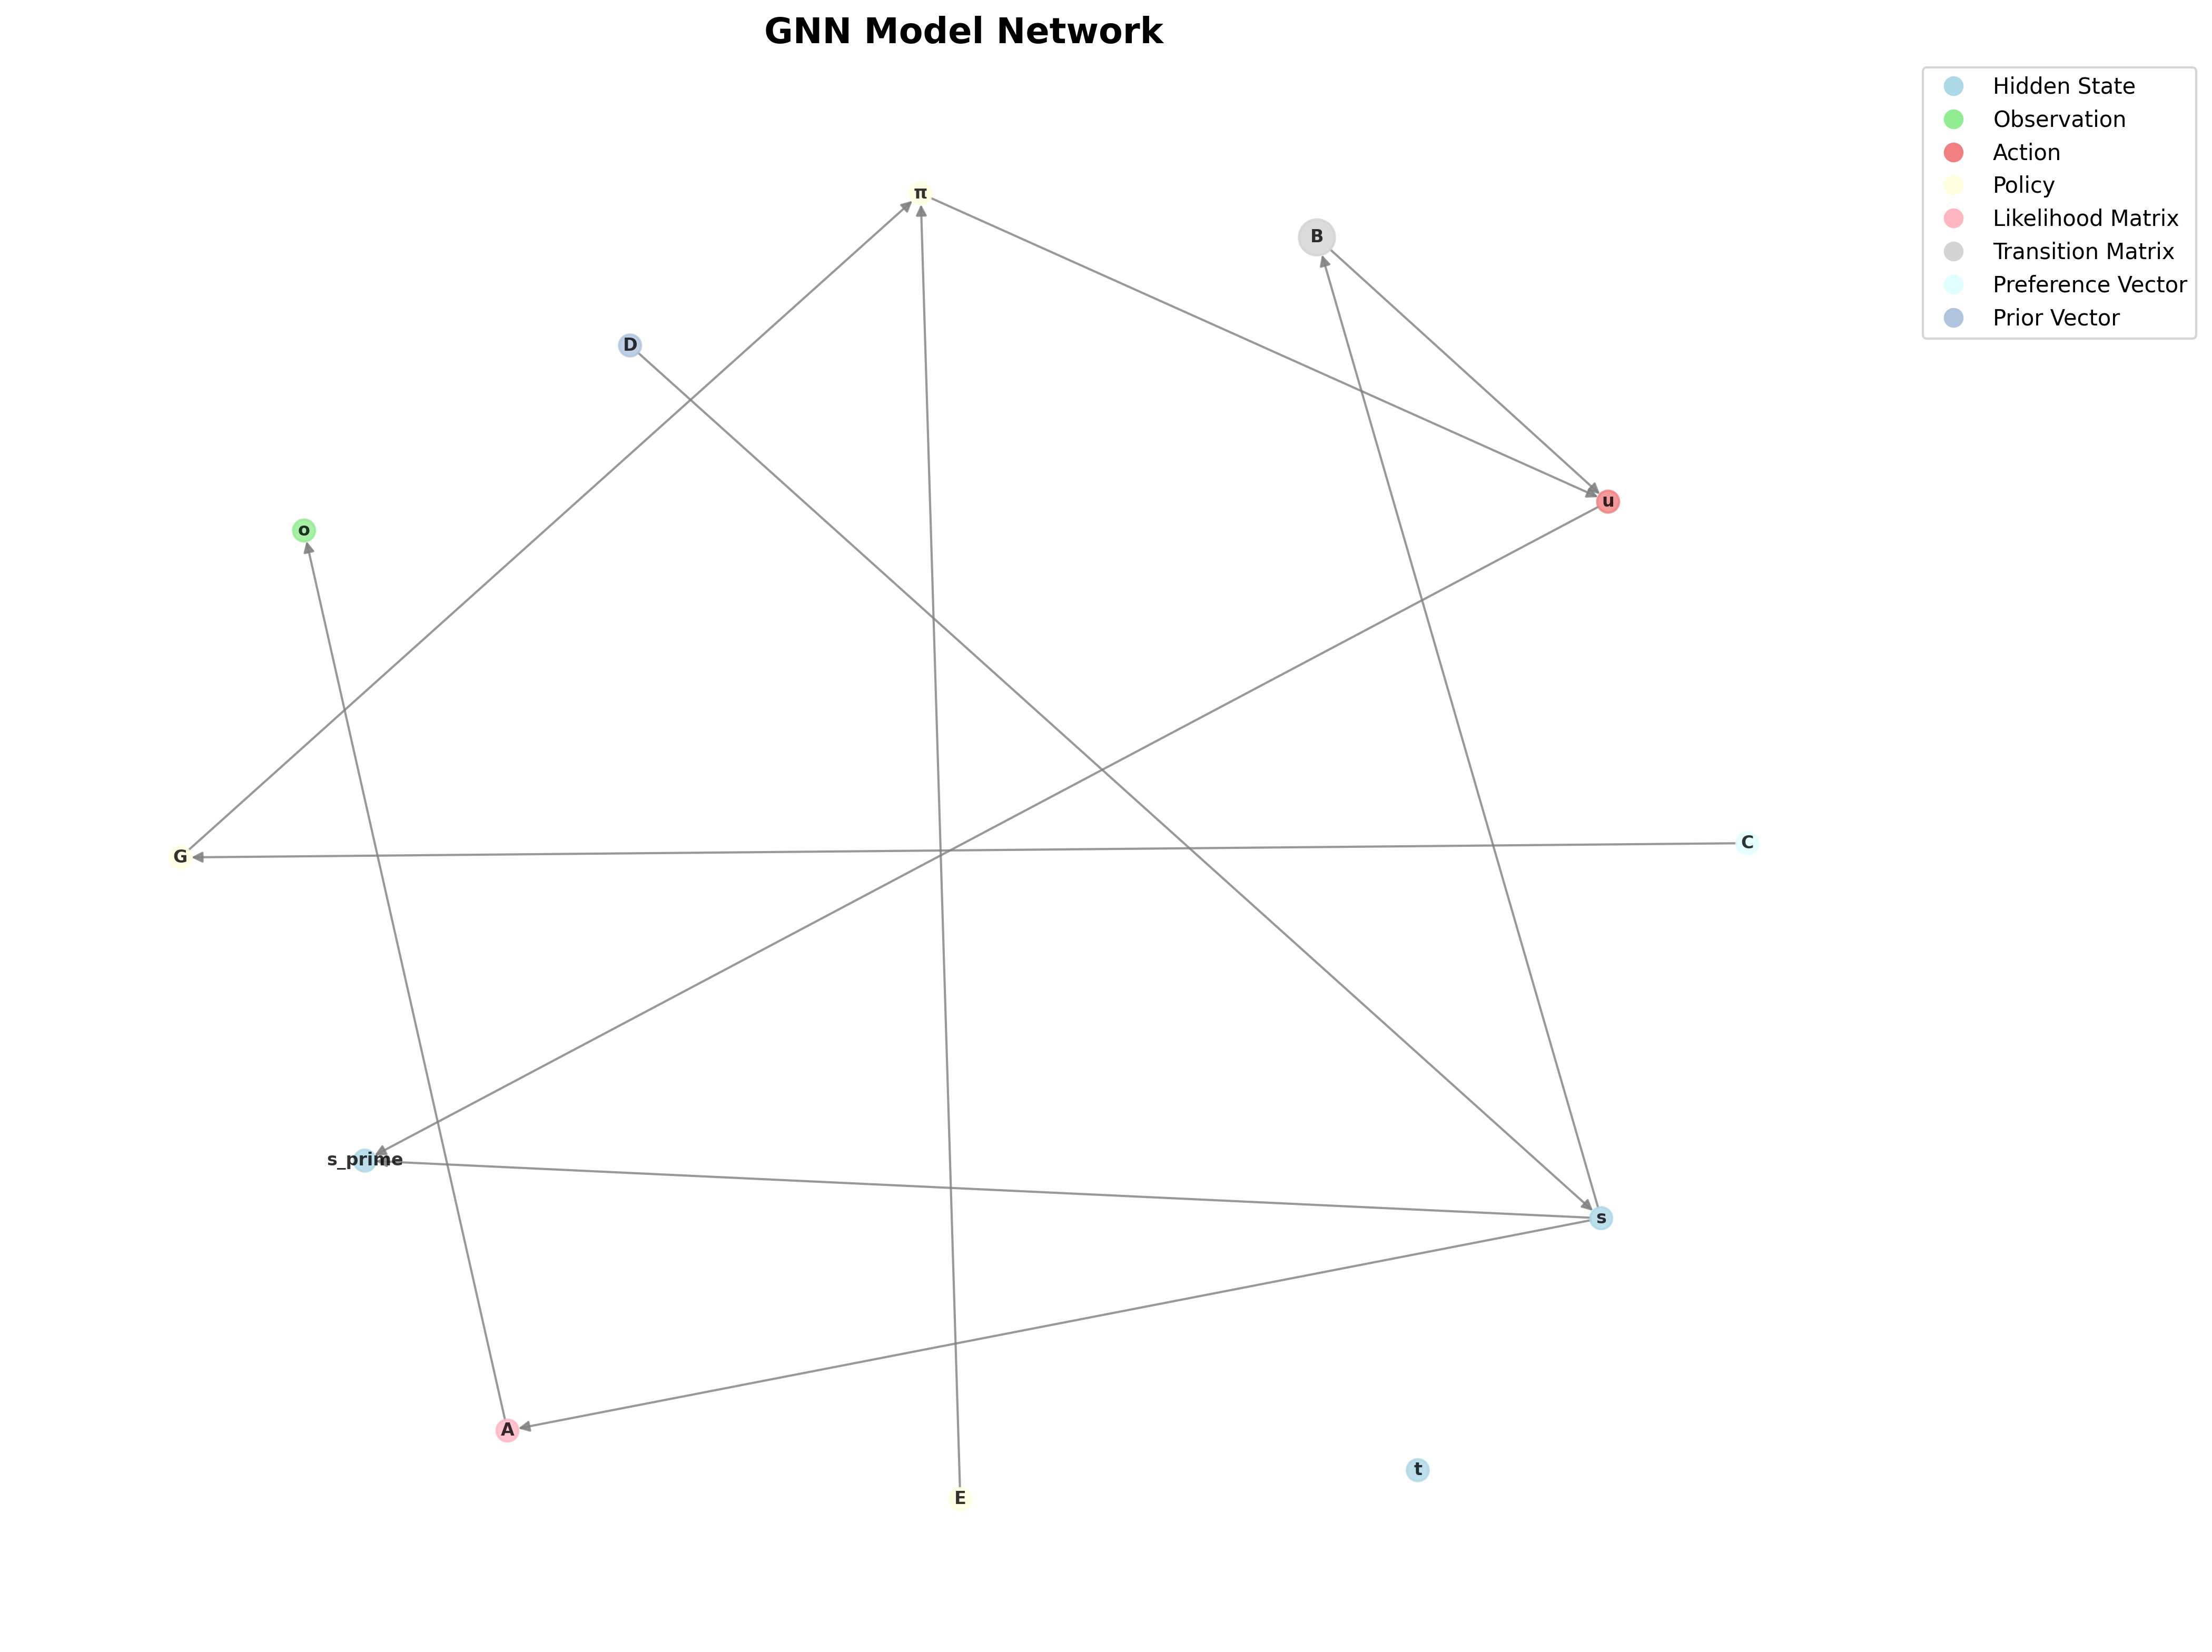 GNN Model Network
Hidden State
Observation
Action
Policy
Likelihood Matrix
Transition Matrix
Preference Vector
Prior Vector
π
B
D
u
o
C
G
s_prime
s
A
t
E